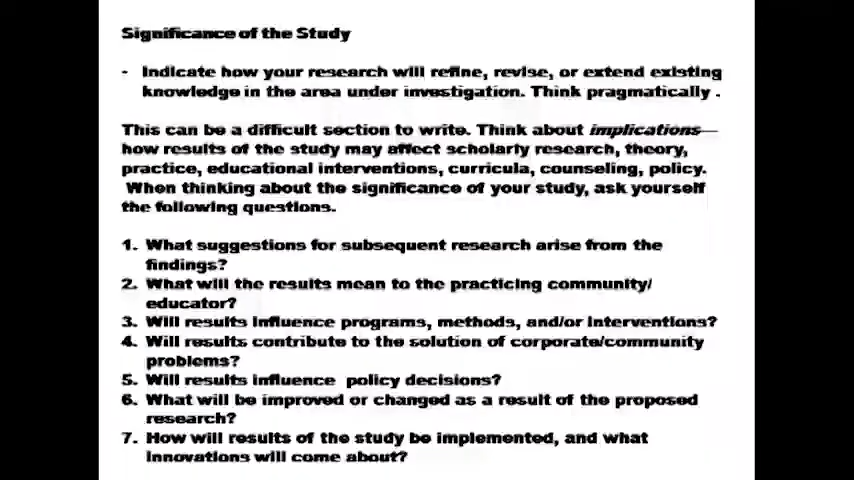 Significance of the Study
- Indicate how your research will refine, revise, or extend existing
knowledge in the area under investigation. Think pragmatically .
This can be a difficult section to write. Think about implications—
how results of the study may affect scholarly research, theory,
practice, educational interventions, curricula, counseling, policy.
When thinking about the significance of your study, ask yourself
the following questions.
1. What suggestions for subsequent research arise from the
findings?
2. What will the results mean to the practicing community/
educator?
3. Will results influence programs, methods, and/or interventions?
4. Will results contribute to the solution of corporate/community
problems?
5. Will results influence policy decisions?
6. What will be improved or changed as a result of the proposed
research?
7. How will results of the study be implemented, and what
innovations will come about?